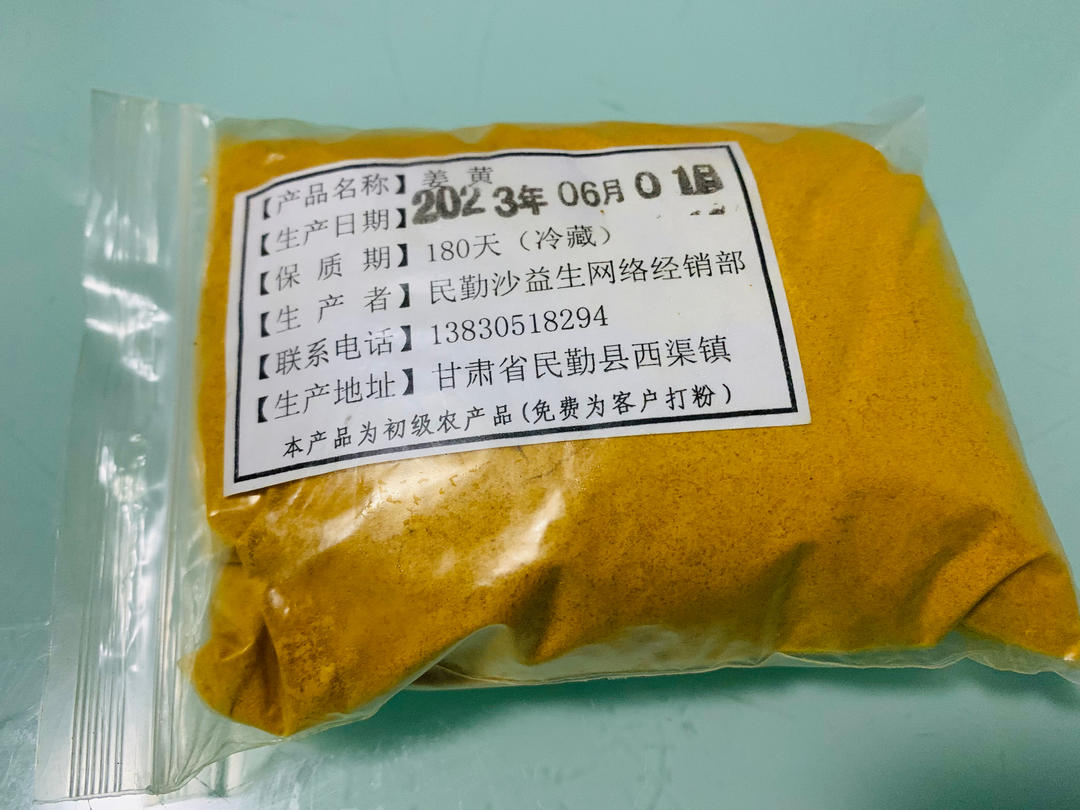 【产品名称】姜黄
【生产日期】2023年06月01日
【保质期】180天（冷藏）
【生产者】民勤沙益生网络经销部
【联系电话】13830518294
【生产地址】甘肃省民勤县西渠镇
本产品为初级农产品(免费为客户打粉)